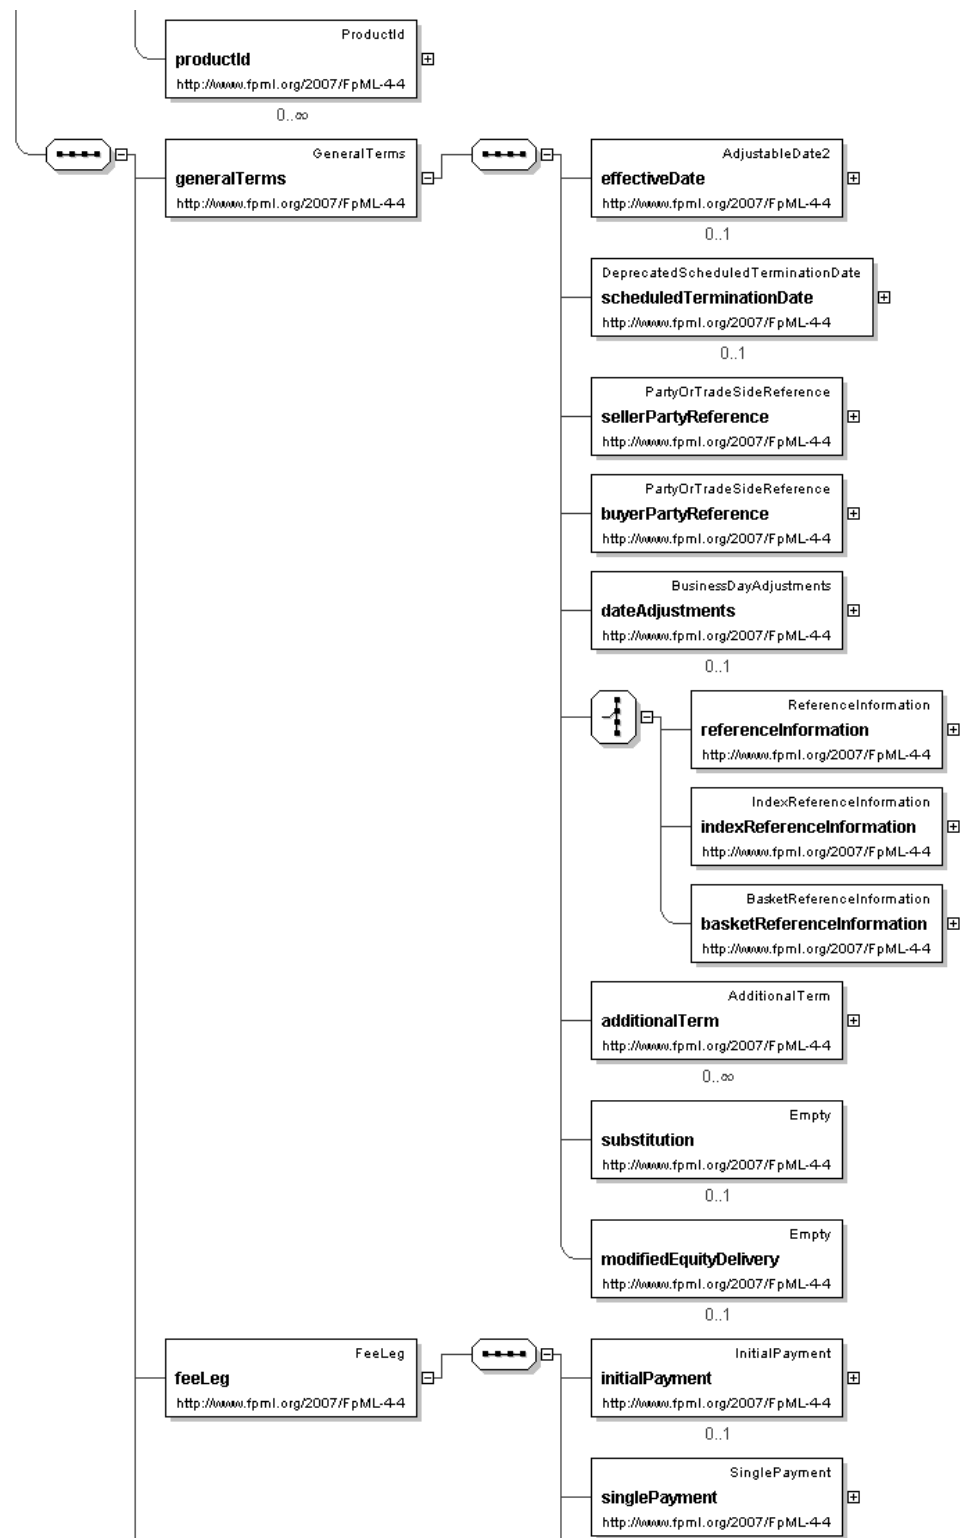 ProductId
productId
http://www.fpml.org/2007/FpML-4-4
0..∞
GeneralTerms
generalTerms
http://www.fpml.org/2007/FpML-4-4
AdjustableDate2
effectiveDate
http://www.fpml.org/2007/FpML-4-4
0..1
DeprecatedScheduledTerminationDate
scheduledTerminationDate
http://www.fpml.org/2007/FpML-4-4
0..1
PartyOrTradeSideReference
sellerPartyReference
http://www.fpml.org/2007/FpML-4-4
PartyOrTradeSideReference
buyerPartyReference
http://www.fpml.org/2007/FpML-4-4
BusinessDayAdjustments
dateAdjustments
http://www.fpml.org/2007/FpML-4-4
0..1
ReferenceInformation
referenceInformation
http://www.fpml.org/2007/FpML-4-4
IndexReferenceInformation
indexReferenceInformation
http://www.fpml.org/2007/FpML-4-4
BasketReferenceInformation
basketReferenceInformation
http://www.fpml.org/2007/FpML-4-4
AdditionalTerm
additionalTerm
http://www.fpml.org/2007/FpML-4-4
0..∞
Empty
substitution
http://www.fpml.org/2007/FpML-4-4
0..1
Empty
modifiedEquityDelivery
http://www.fpml.org/2007/FpML-4-4
0..1
FeeLeg
feeLeg
http://www.fpml.org/2007/FpML-4-4
InitialPayment
initialPayment
http://www.fpml.org/2007/FpML-4-4
0..1
SinglePayment
singlePayment
http://www.fpml.org/2007/FpML-4-4